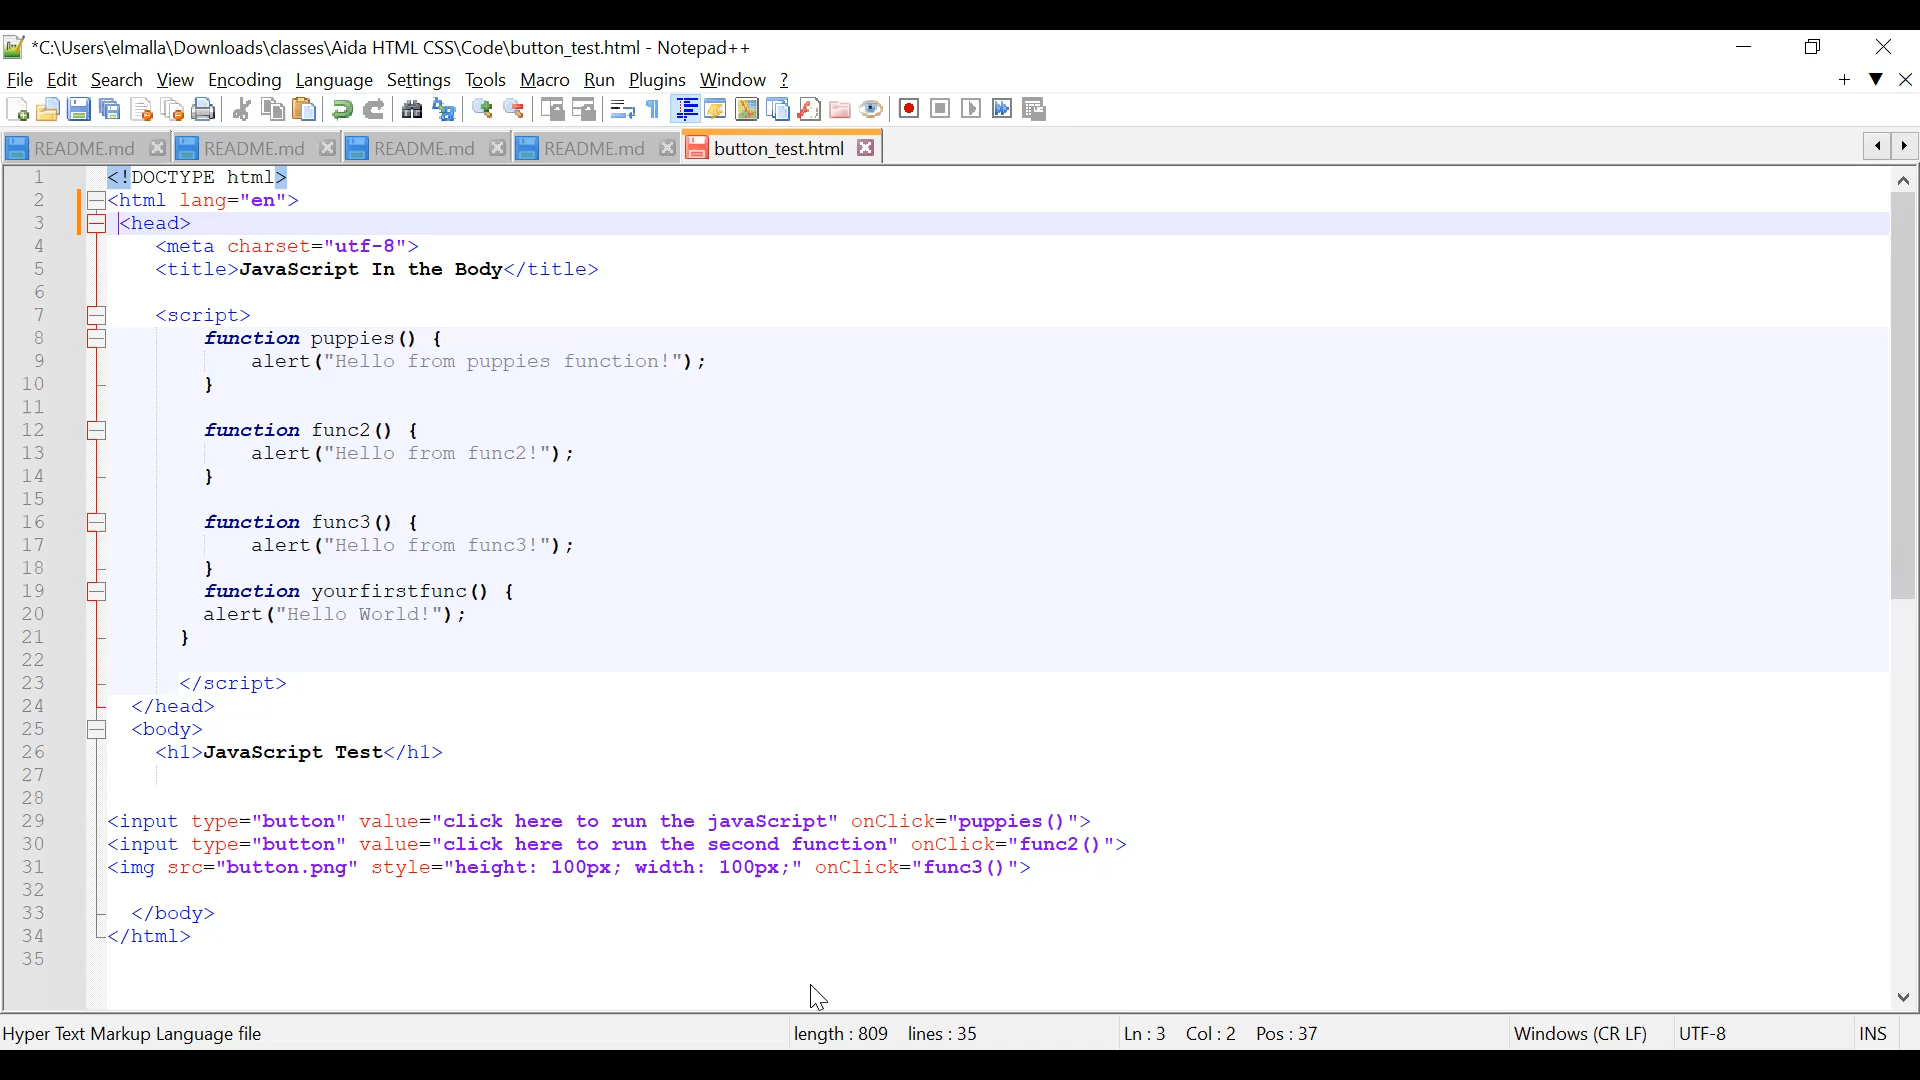 *C:\Users\elmalla\Downloads\classes\Aida HTML CSS\Code\button_test.html - Notepad++
File Edit Search View Encoding Language Settings Tools Macro Run Plugins Window ?
README.md README.md README.md README.md button_test.html
1 <!DOCTYPE html>
2 <html lang="en">
3 <head>
4 <meta charset="utf-8">
5 <title>JavaScript In the Body</title>
6
7 <script>
8 function puppies() {
9 alert("Hello from puppies function!");
10 }
11
12 function func2() {
13 alert("Hello from func2!");
14 }
15
16 function func3() {
17 alert("Hello from func3!");
18 }
19 function yourfirstfunc() {
20 alert("Hello World!");
21 }
22
23 </script>
24 </head>
25 <body>
26 <h1>JavaScript Test</h1>
27
28
29 <input type="button" value="click here to run the javaScript" onClick="puppies()">
30 <input type="button" value="click here to run the second function" onClick="func2()">
31 <img src="button.png" style="height: 100px; width: 100px;" onClick="func3()">
32
33 </body>
34 </html>
35
Hyper Text Markup Language file length : 809 lines : 35 Ln : 3 Col : 2 Pos : 37 Windows (CR LF) UTF-8 INS